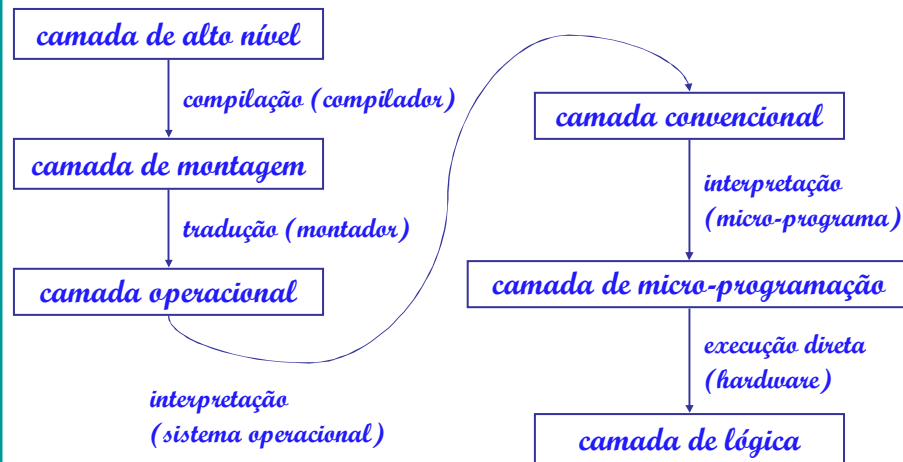 camada de alto nível
compilação (compilador)
camada de montagem
tradução (montador)
camada operacional
interpretação
(sistema operacional)
camada convencional
interpretação
(micro-programa)
camada de micro-programação
execução direta
(hardware)
camada de lógica